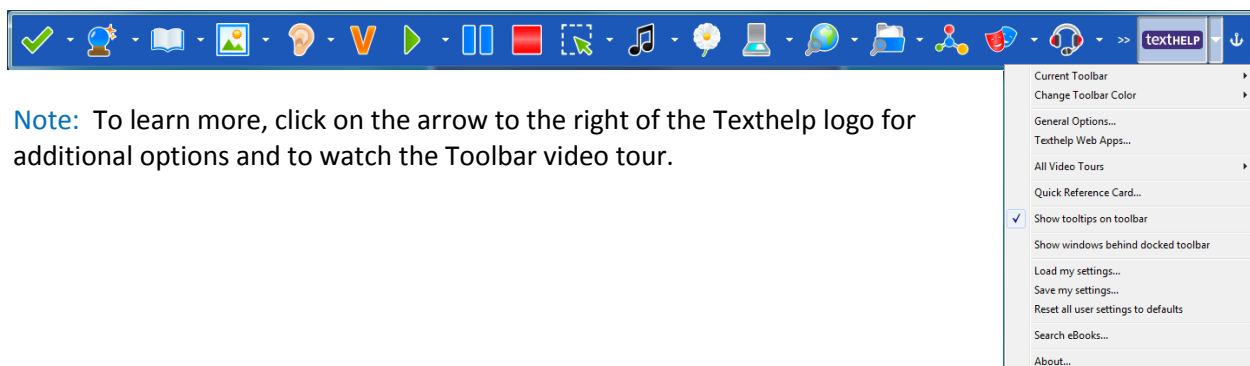 textHELP
Current Toolbar
Change Toolbar Color
General Options...
Texthelp Web Apps...
All Video Tours
Quick Reference Card...
Show tooltips on toolbar
Show windows behind docked toolbar
Load my settings...
Save my settings...
Reset all user settings to defaults
Search eBooks...
About...
Note: To learn more, click on the arrow to the right of the Texthelp logo for
additional options and to watch the Toolbar video tour.